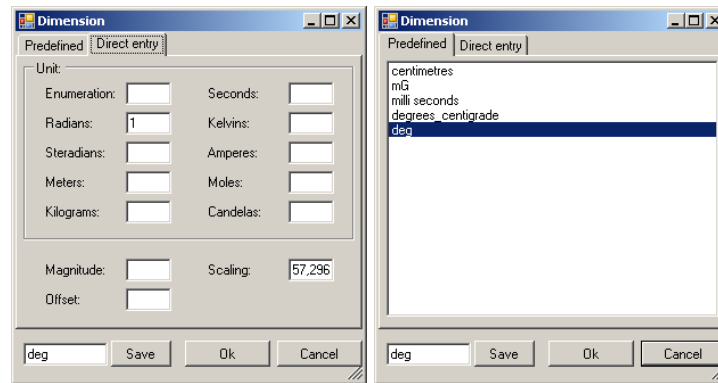 Dimension
Predefined Direct entry
Unit:
Enumeration: Seconds:
Radians: 1 Kelvins:
Steradians: Amperes:
Meters: Moles:
Kilograms: Candelas:
Magnitude: Scaling: 57,296
Offset:
deg Save Ok Cancel
Dimension
Predefined Direct entry
centimetres
mG
milli seconds
degrees_centigrade
deg
deg Save Ok Cancel